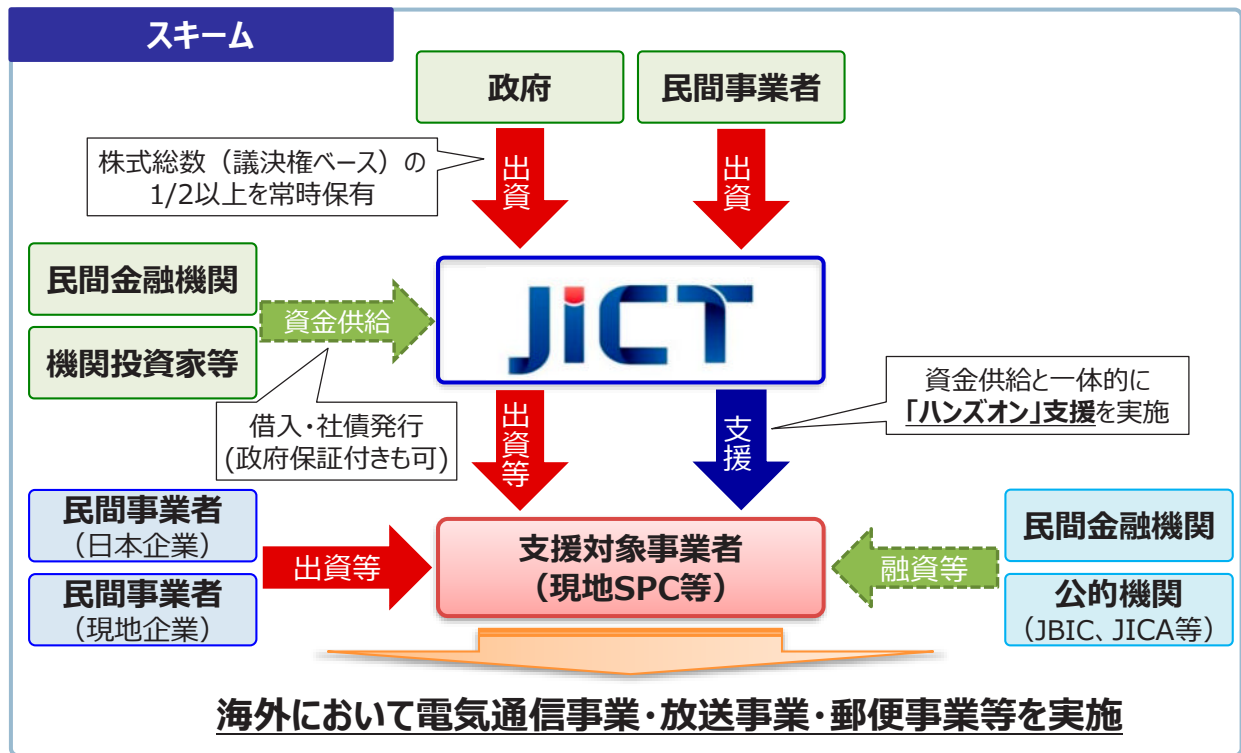 スキーム
政府
民間事業者
株式総数（議決権ベース）の
1/2以上を常時保有
出資
出資
民間金融機関
機関投資家等
資金供給
JiCT
借入・社債発行
(政府保証付きも可)
出資等
支援
資金供給と一体的に
「ハンズオン」支援を実施
民間事業者
（日本企業）
民間事業者
（現地企業）
出資等
支援対象事業者
（現地SPC等）
融資等
民間金融機関
公的機関
（JBIC、JICA等）
海外において電気通信事業・放送事業・郵便事業等を実施